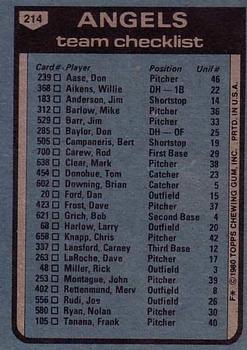 214
ANGELS
team checklist
Card# Player Position Uni#
239 Aase, Don Pitcher 46
368 Aikens, Willie DH — 1B 22
183 Anderson, Jim Shortstop 14
312 Barlow, Mike Pitcher 36
529 Barr, Jim Pitcher 33
285 Baylor, Don DH — OF 25
505 Campaneris, Bert Shortstop 19
700 Carew, Rod First Base 29
638 Clear, Mark Pitcher 38
454 Donohue, Tom Catcher 23
602 Downing, Brian Catcher 5
20 Ford, Dan Outfield 15
423 Frost, Dave Pitcher 37
621 Grich, Bob Second Base 4
68 Harlow, Larry Outfield 20
658 Knapp, Chris Pitcher 42
337 Lansford, Carney Third Base
263 LaRoche, Dave Pitcher 17
48 Miller, Rick Outfield 3
253 Montague, John Pitcher 39
402 Rettenmund, Merv Outfield 8
556 Rudi, Joe Outfield 26
580 Ryan, Nolan Pitcher 30
105 Tanana, Frank Pitcher 40
F* ©1980 TOPPS CHEWING GUM, INC. PRTD. IN U.S.A.